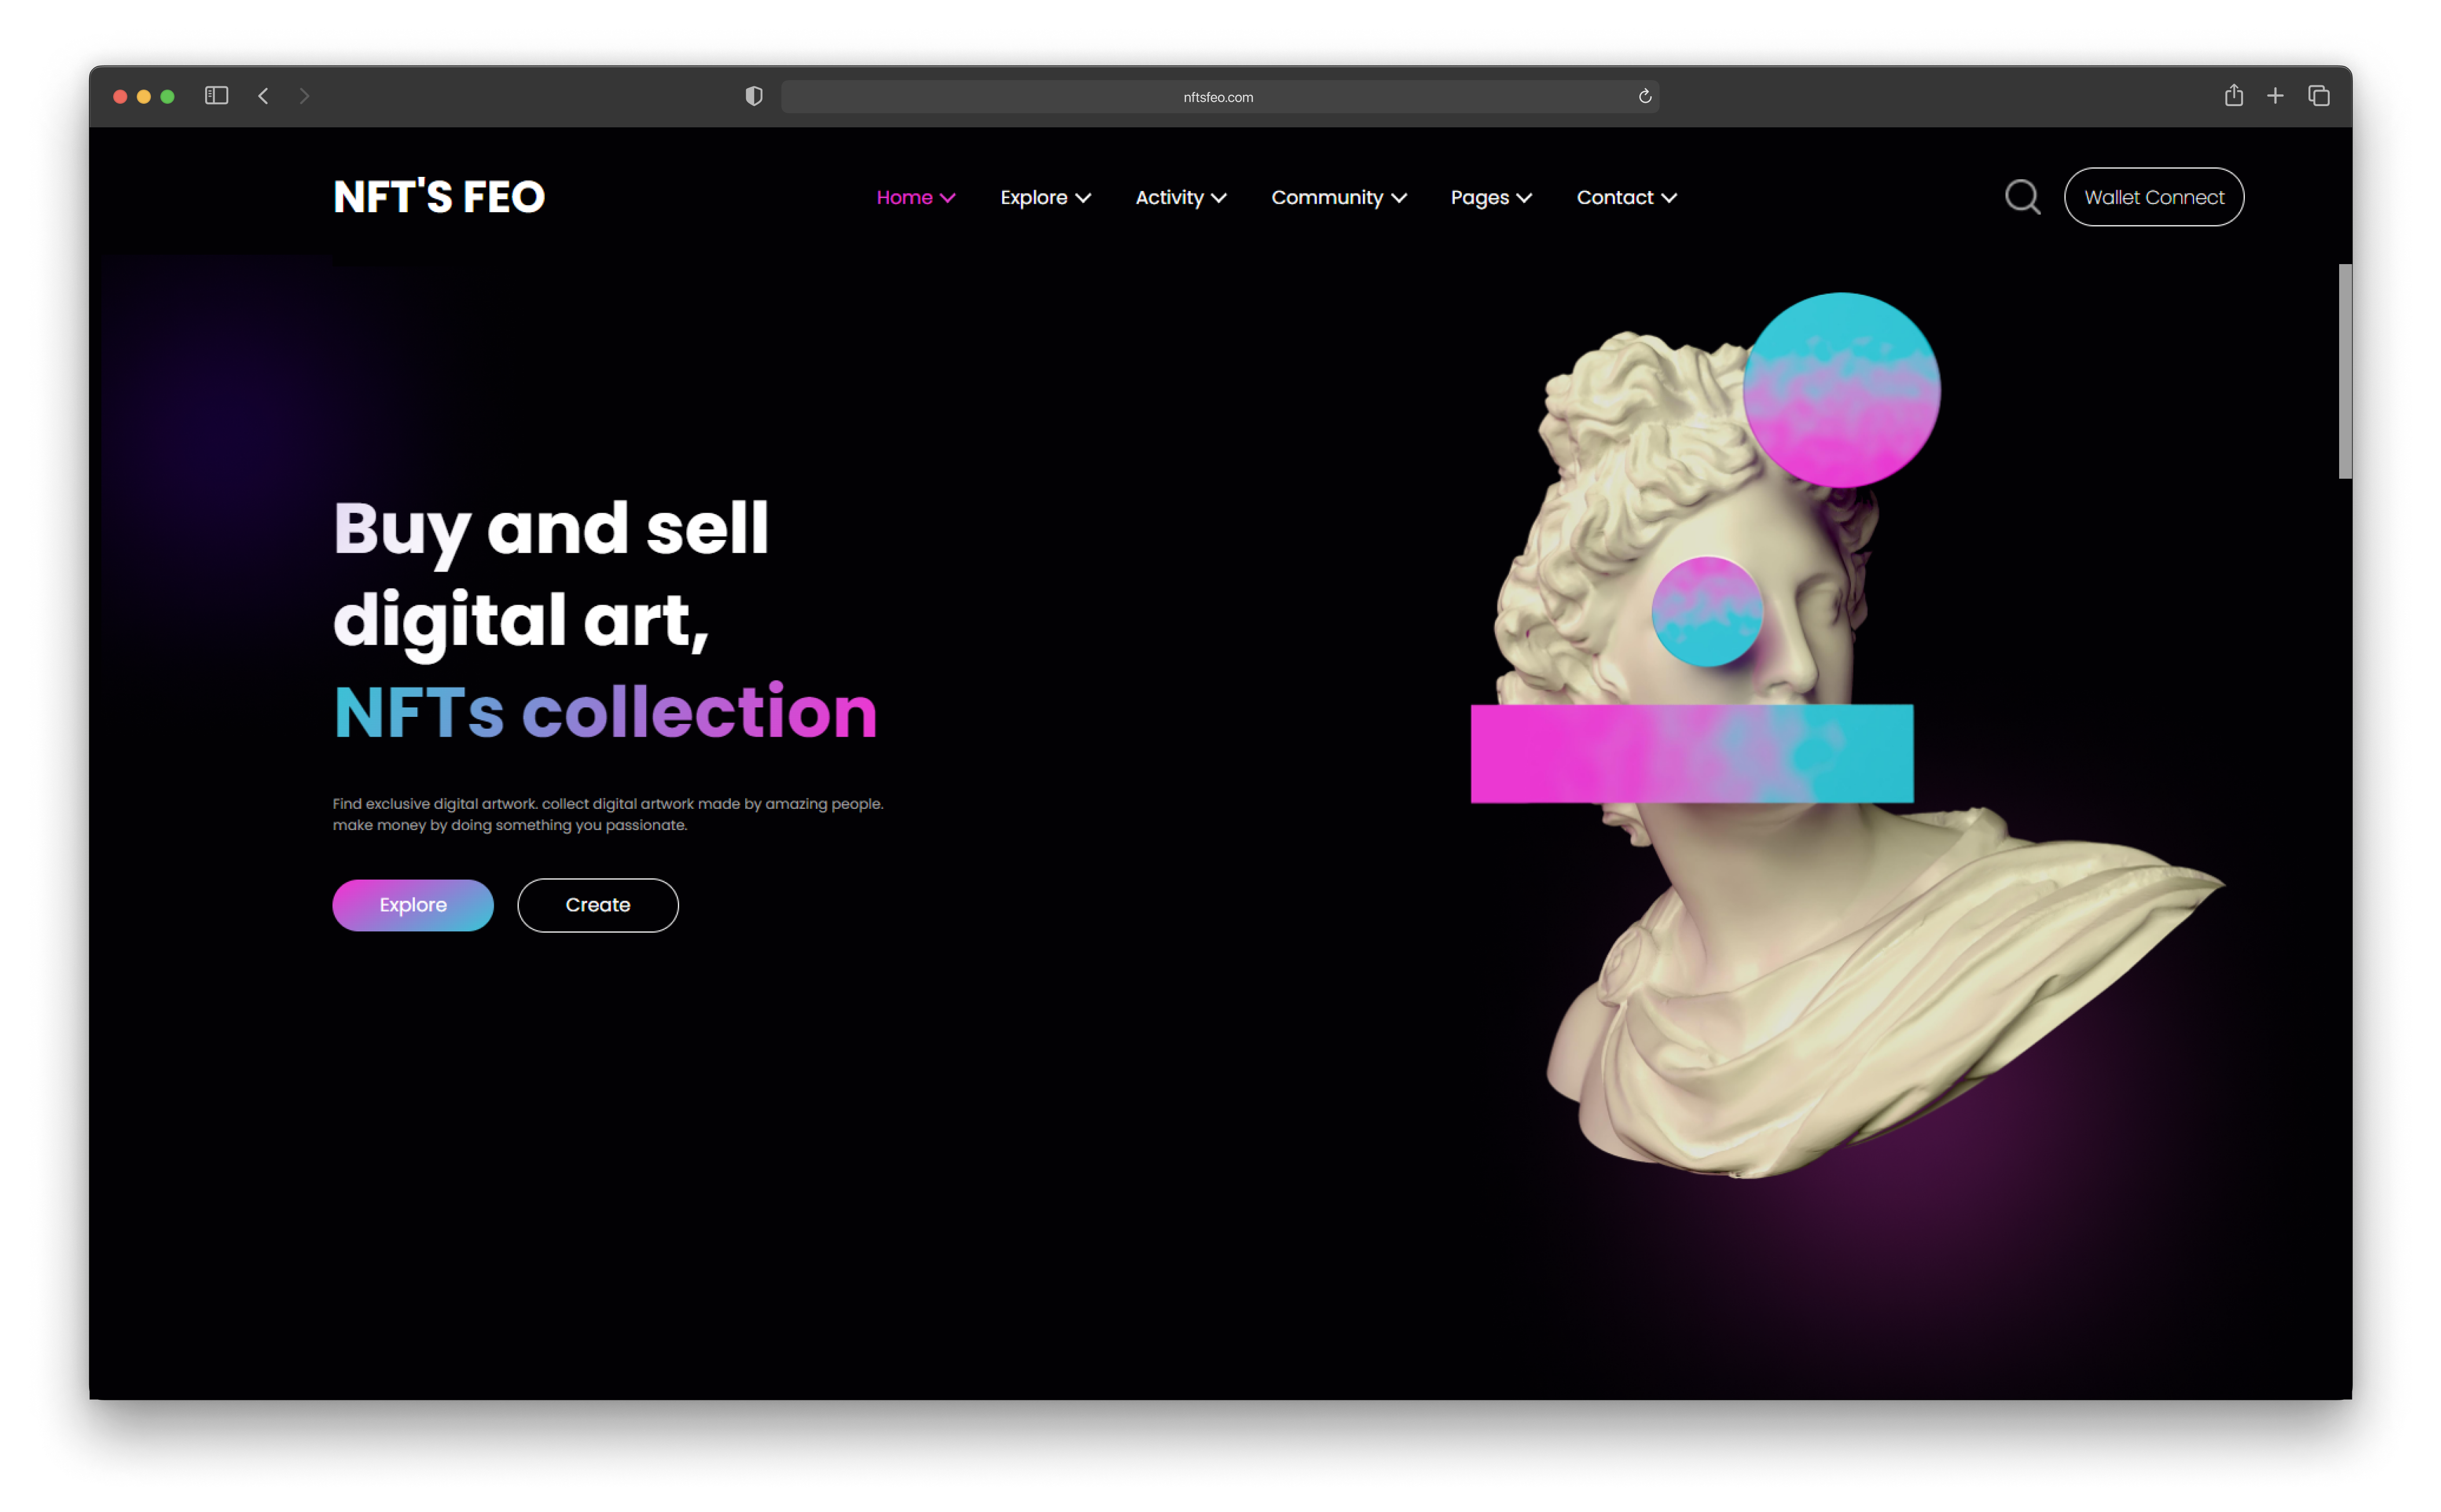 nftsfeo.com
NFT'S FEO
Home
Explore
Activity
Community
Pages
Contact
Wallet Connect
Buy and sell
digital art,
NFTs collection
Find exclusive digital artwork. collect digital artwork made by amazing people.
make money by doing something you passionate.
Explore
Create